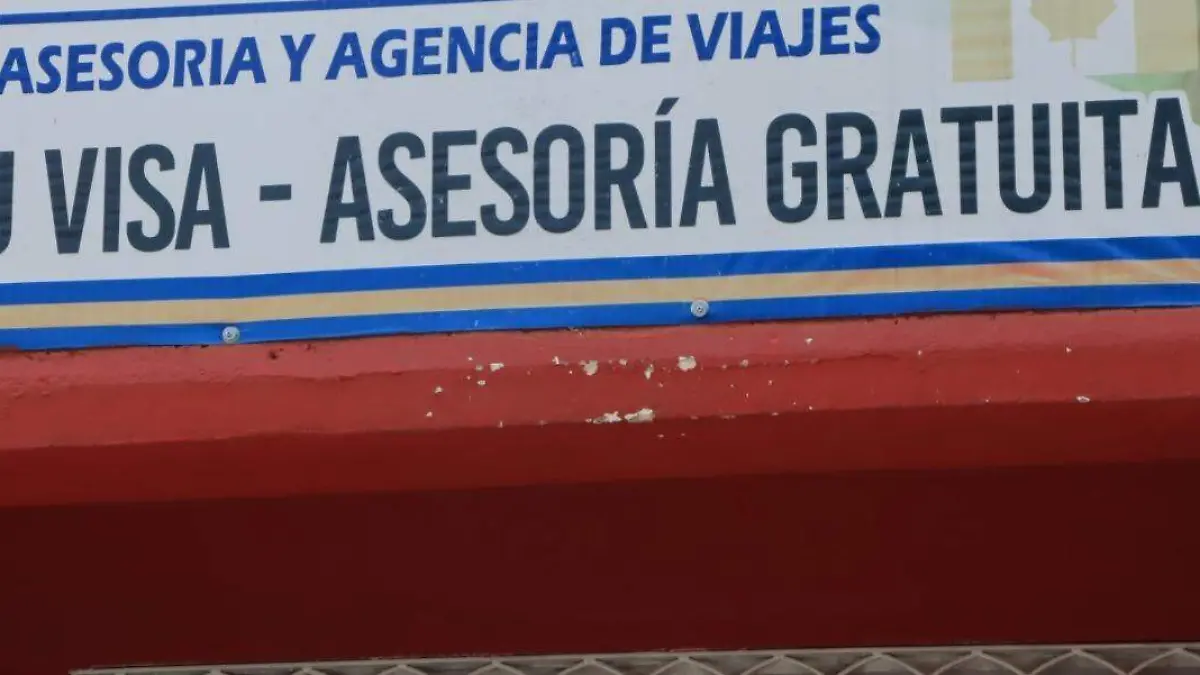 ASESORIA Y AGENCIA DE VIAJES
U VISA - ASESORÍA GRATUITA